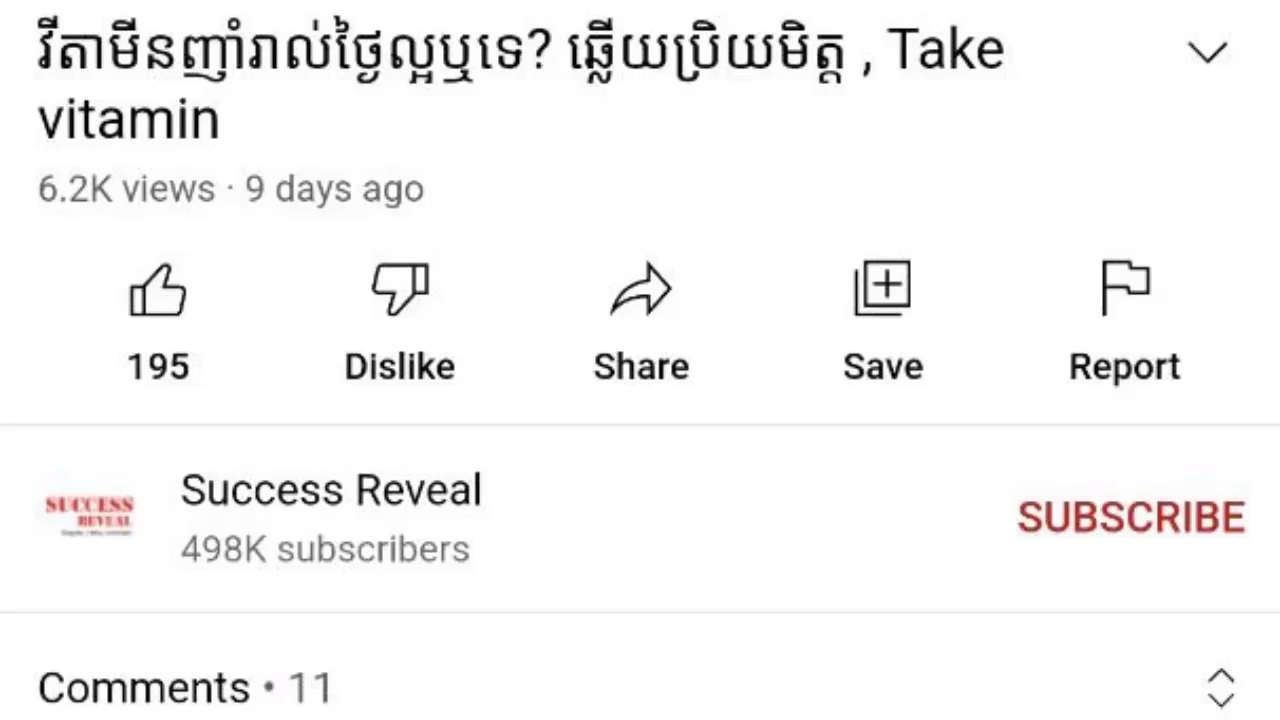 វីតាមីនញ៉ាំរាល់ថ្ងៃល្អឬទេ? ឆ្លើយប្រិយមិត្ត , Take
vitamin
6.2K views · 9 days ago
195 Dislike Share Save Report
SUCCESS
REVEAL
Success Reveal
498K subscribers
SUBSCRIBE
Comments • 11